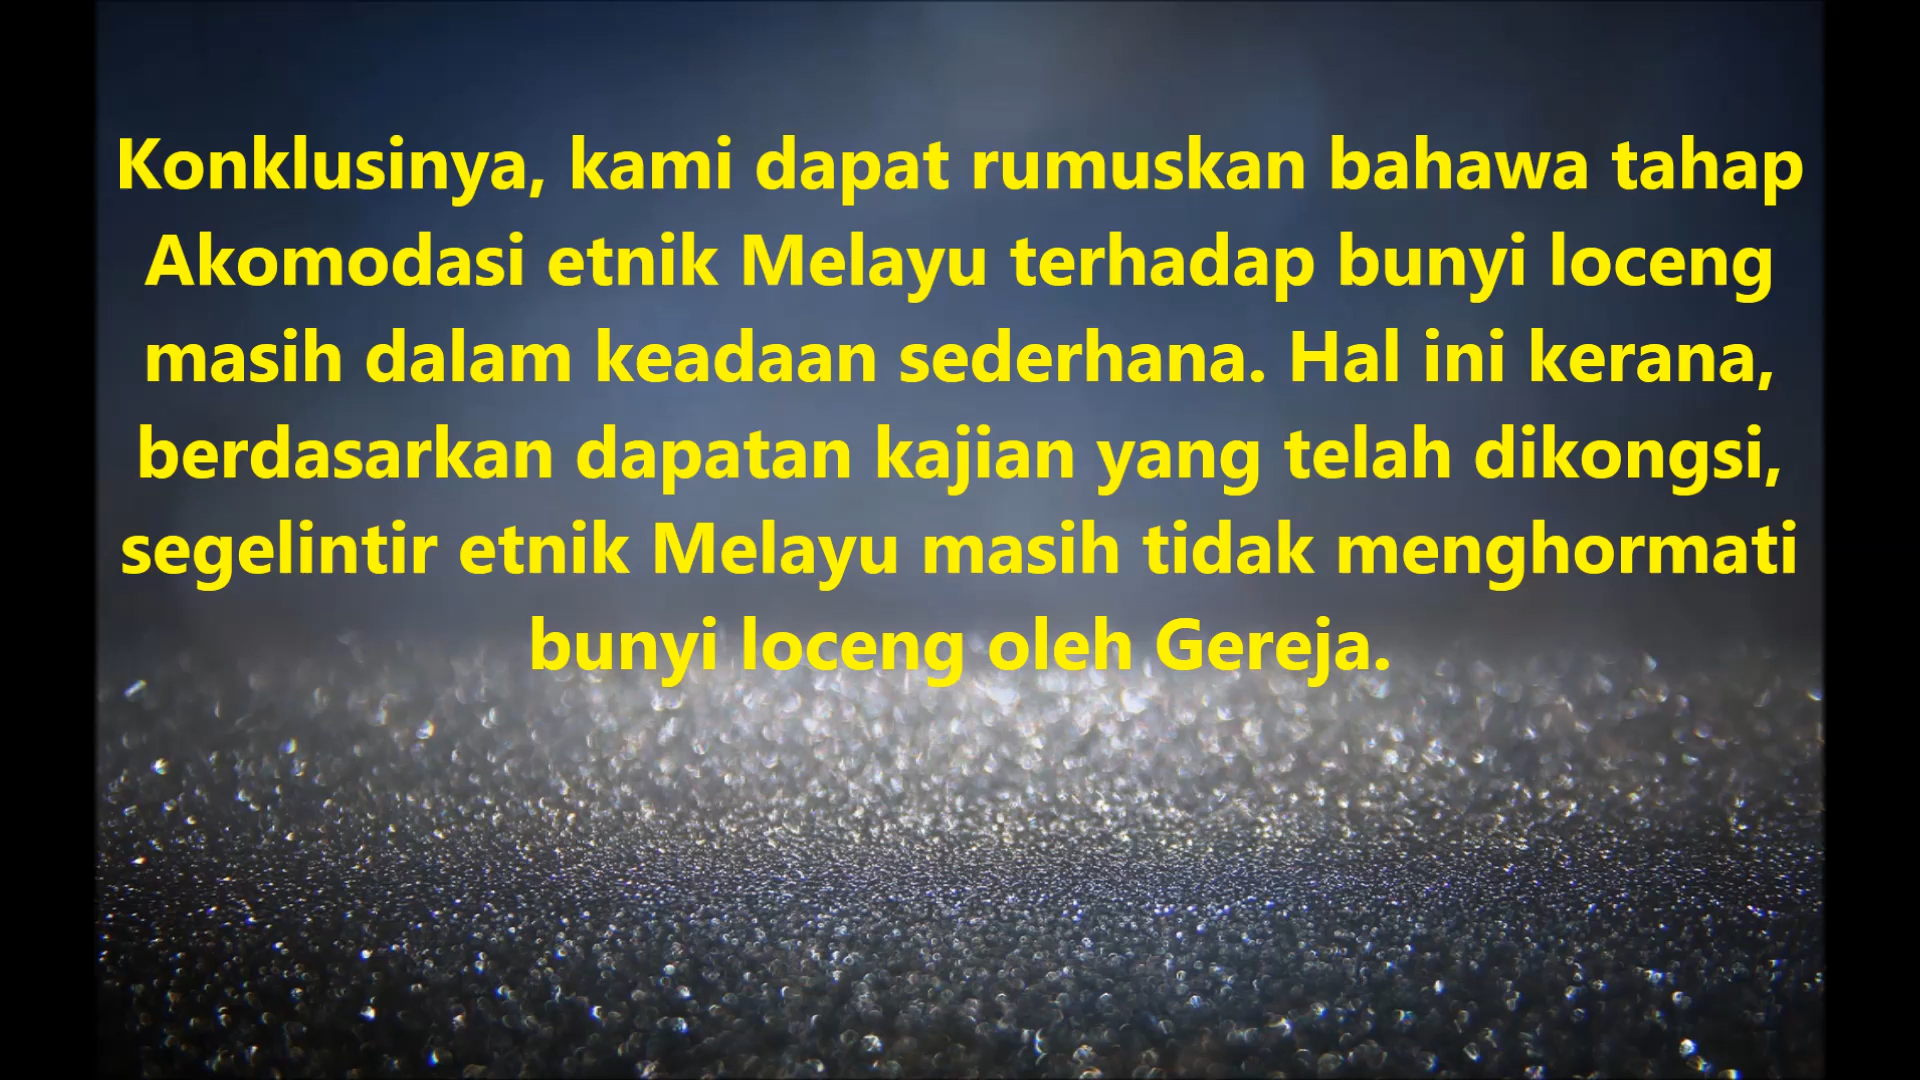 Konklusinya, kami dapat rumuskan bahawa tahap
Akomodasi etnik Melayu terhadap bunyi loceng
masih dalam keadaan sederhana. Hal ini kerana,
berdasarkan dapatan kajian yang telah dikongsi,
segelintir etnik Melayu masih tidak menghormati
bunyi loceng oleh Gereja.